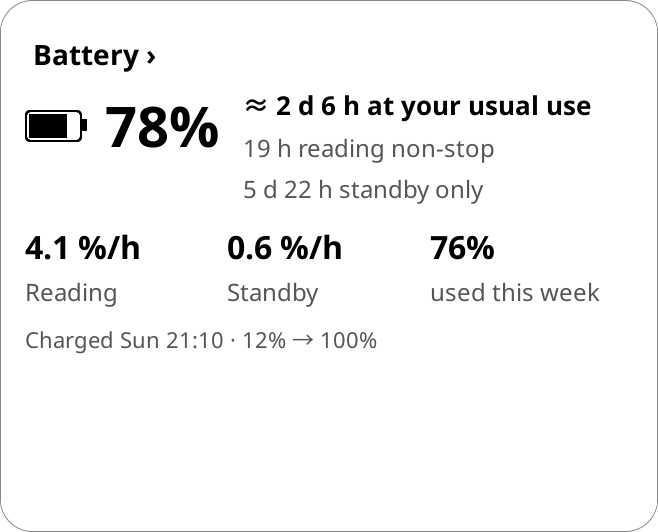 Battery ›
78%
≈ 2 d 6 h at your usual use
19 h reading non-stop
5 d 22 h standby only
4.1 %/h 0.6 %/h 76%
Reading Standby used this week
Charged Sun 21:10 · 12% → 100%